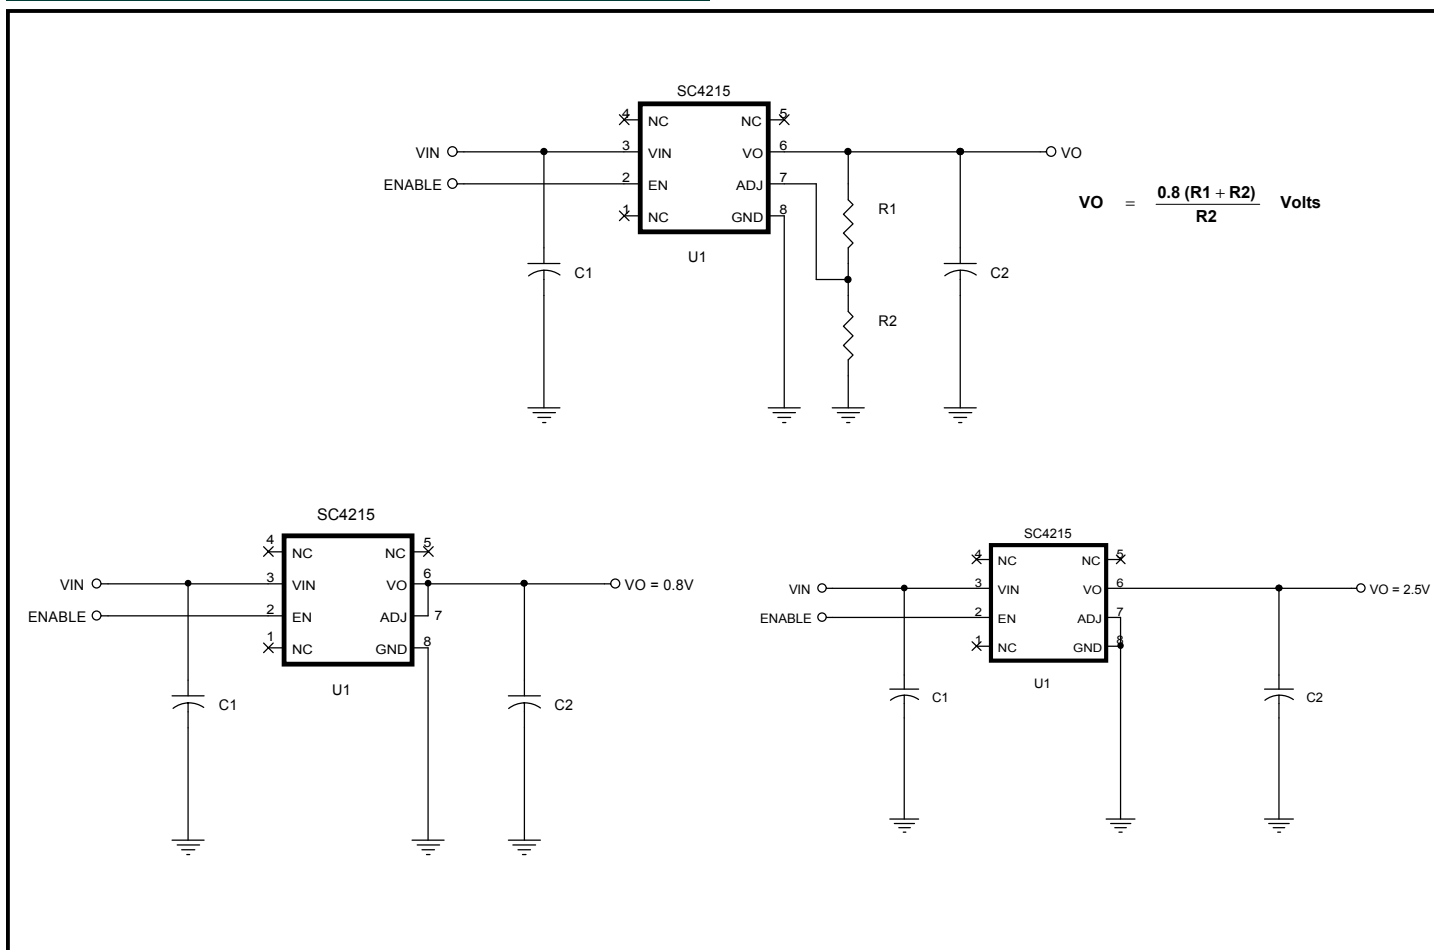 SC4215
4 NC NC 5
VIN 3 VIN VO 6 VO
ENABLE 2 EN ADJ 7
1 NC GND 8
U1
C1
R1
R2
C2
VO = 0.8 (R1 + R2) Volts
R2
SC4215
4 NC NC 5
VIN 3 VIN VO 6 VO = 0.8V
ENABLE 2 EN ADJ 7
1 NC GND 8
U1
C1
C2
SC4215
4 NC NC 5
VIN 3 VIN VO 6 VO = 2.5V
ENABLE 2 EN ADJ 7
1 NC GND 8
U1
C1
C2